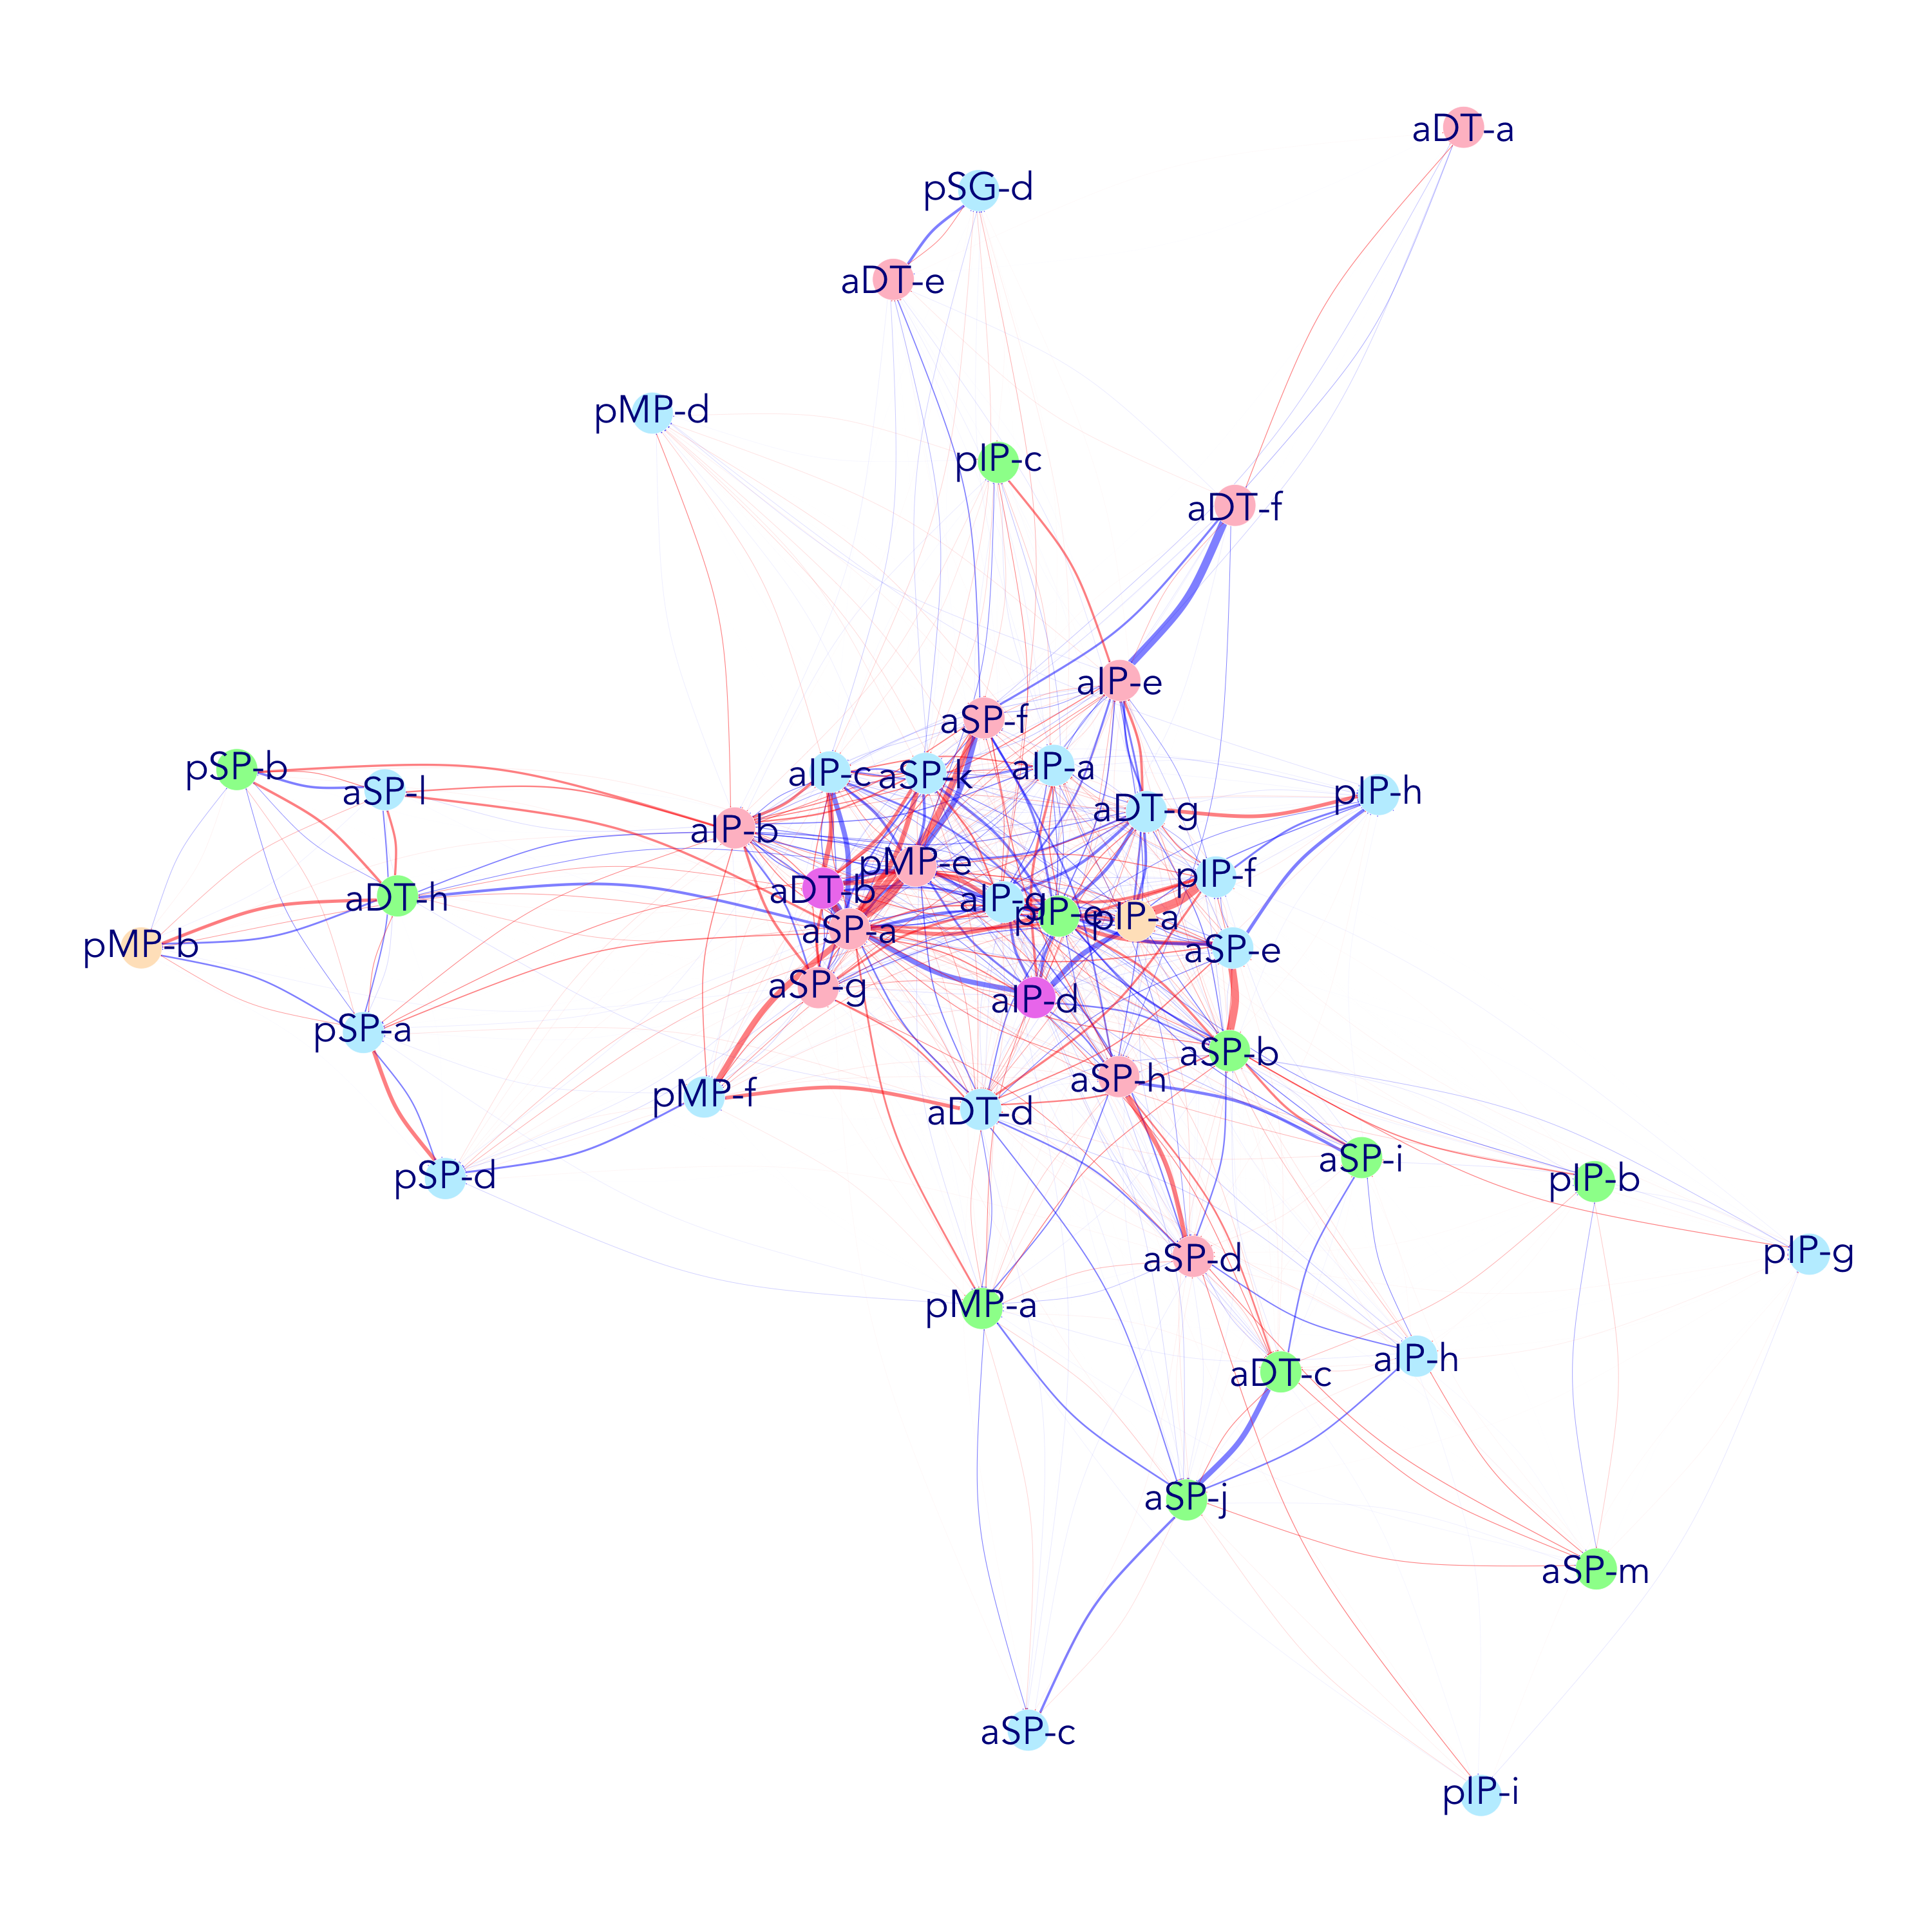 aDT-a
pSG-d
aDT-e
pMP-d
pIP-c
aDT-f
aIP-e
aSP-f
pSP-b
aSP-l
aIP-c
aSP-k
aIP-a
aDT-g
pIP-h
aIP-b
pMP-e
pIP-f
aDT-h
aDT-b
aIP-g
pIP-e
pIP-a
aSP-a
pMP-b
aSP-e
aSP-g
aIP-d
pSP-a
aSP-b
aSP-h
pMP-f
aDT-d
aSP-i
pSP-d
pIP-b
aSP-d
pIP-g
pMP-a
aDT-c
aIP-h
aSP-j
aSP-m
aSP-c
pIP-i